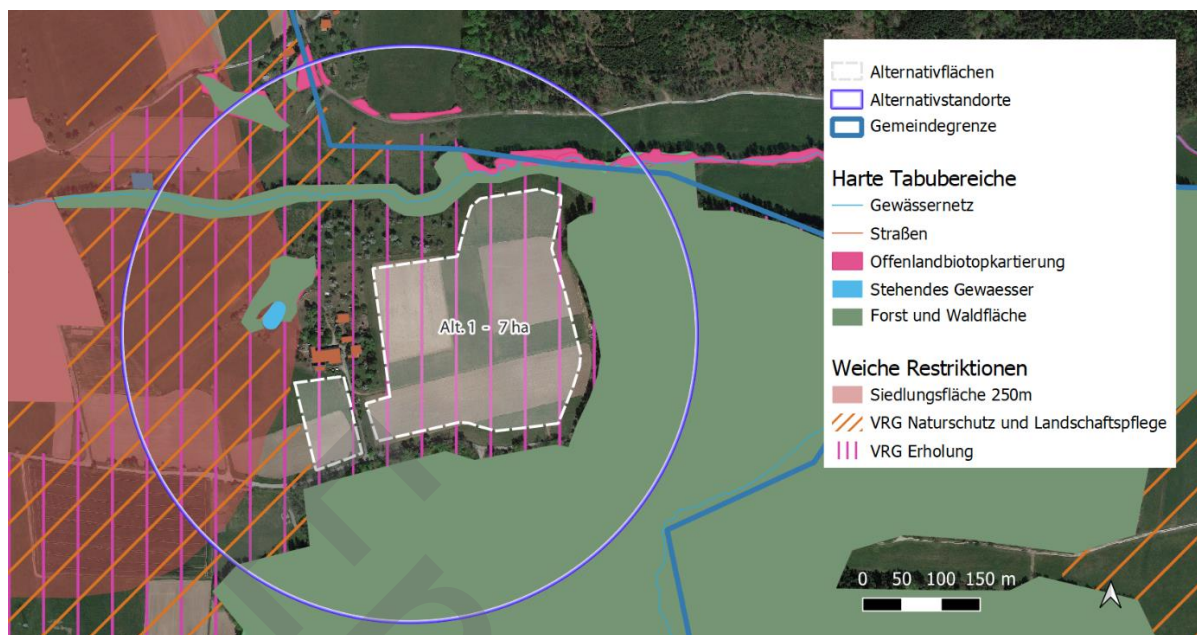 Alternativflächen
Alternativstandorte
Gemeindegrenze
Harte Tabubereiche
Gewässernetz
Straßen
Offenlandbiotopkartierung
Stehendes Gewaesser
Forst und Waldfläche
Weiche Restriktionen
Siedlungsfläche 250m
VRG Naturschutz und Landschaftspflege
VRG Erholung
Alt. 1 - 7 ha
0 50 100 150 m